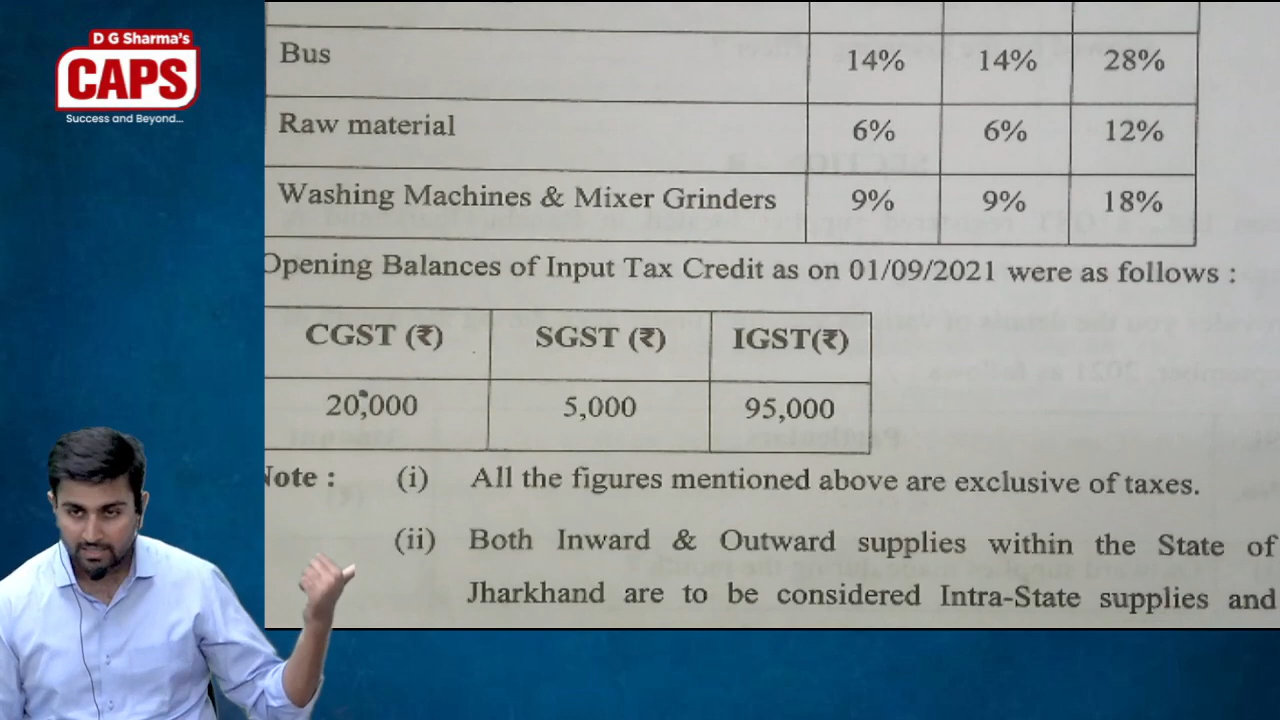 D G Sharma's
CAPS
Success and Beyond...
Bus 14% 14% 28%
Raw material 6% 6% 12%
Washing Machines & Mixer Grinders 9% 9% 18%
Opening Balances of Input Tax Credit as on 01/09/2021 were as follows :
CGST (₹) SGST (₹) IGST(₹)
20,000 5,000 95,000
Note : (i) All the figures mentioned above are exclusive of taxes.
(ii) Both Inward & Outward supplies within the State of
Jharkhand are to be considered Intra-State supplies and